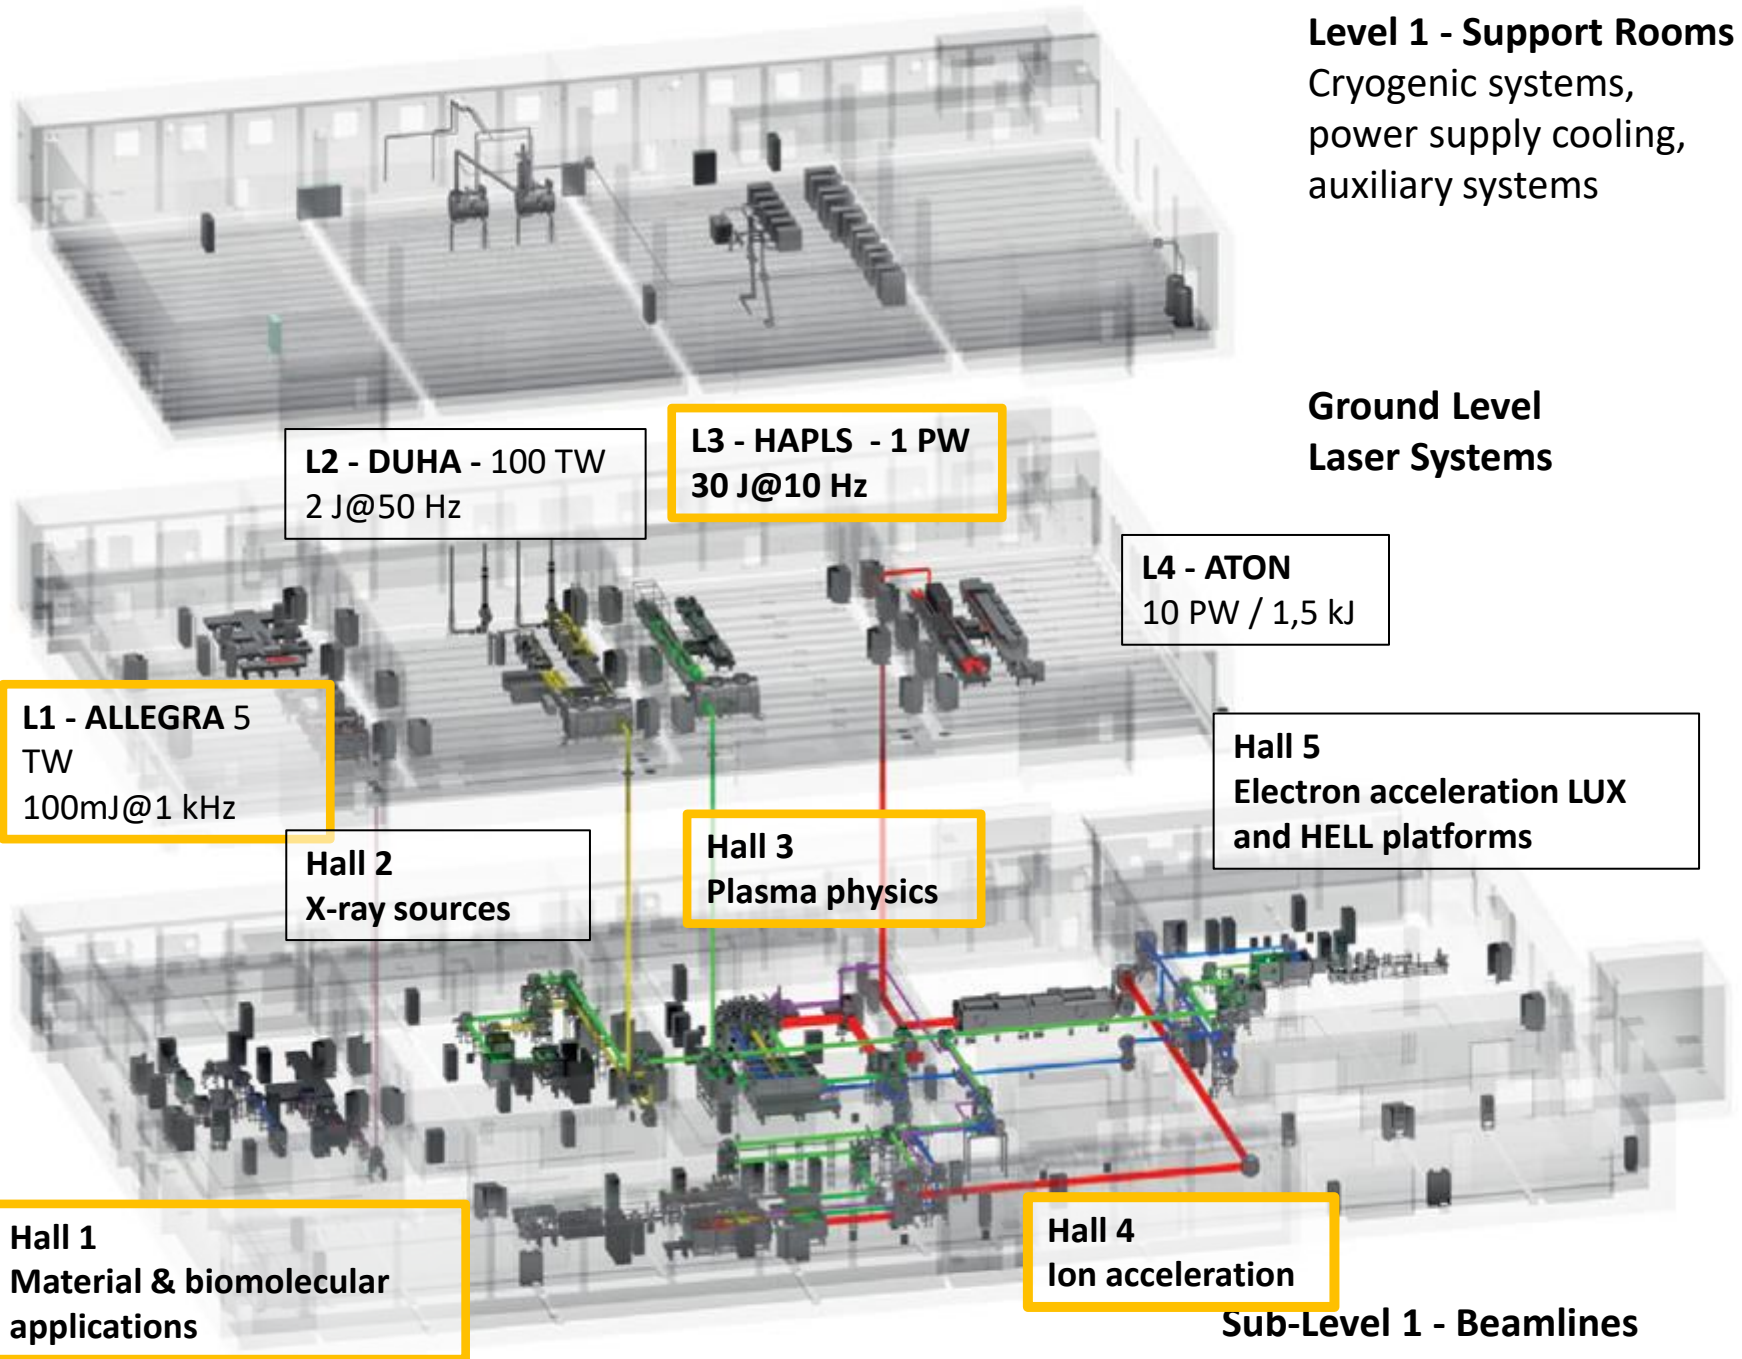 Level 1 - Support Rooms
Cryogenic systems,
power supply cooling,
auxiliary systems
Ground Level
Laser Systems
L2 - DUHA - 100 TW
2 J@50 Hz
L3 - HAPLS - 1 PW
30 J@10 Hz
L4 - ATON
10 PW / 1,5 kJ
L1 - ALLEGRA 5
TW
100mJ@1 kHz
Hall 5
Electron acceleration LUX
and HELL platforms
Hall 2
X-ray sources
Hall 3
Plasma physics
Hall 1
Material & biomolecular
applications
Hall 4
Ion acceleration
Sub-Level 1 - Beamlines